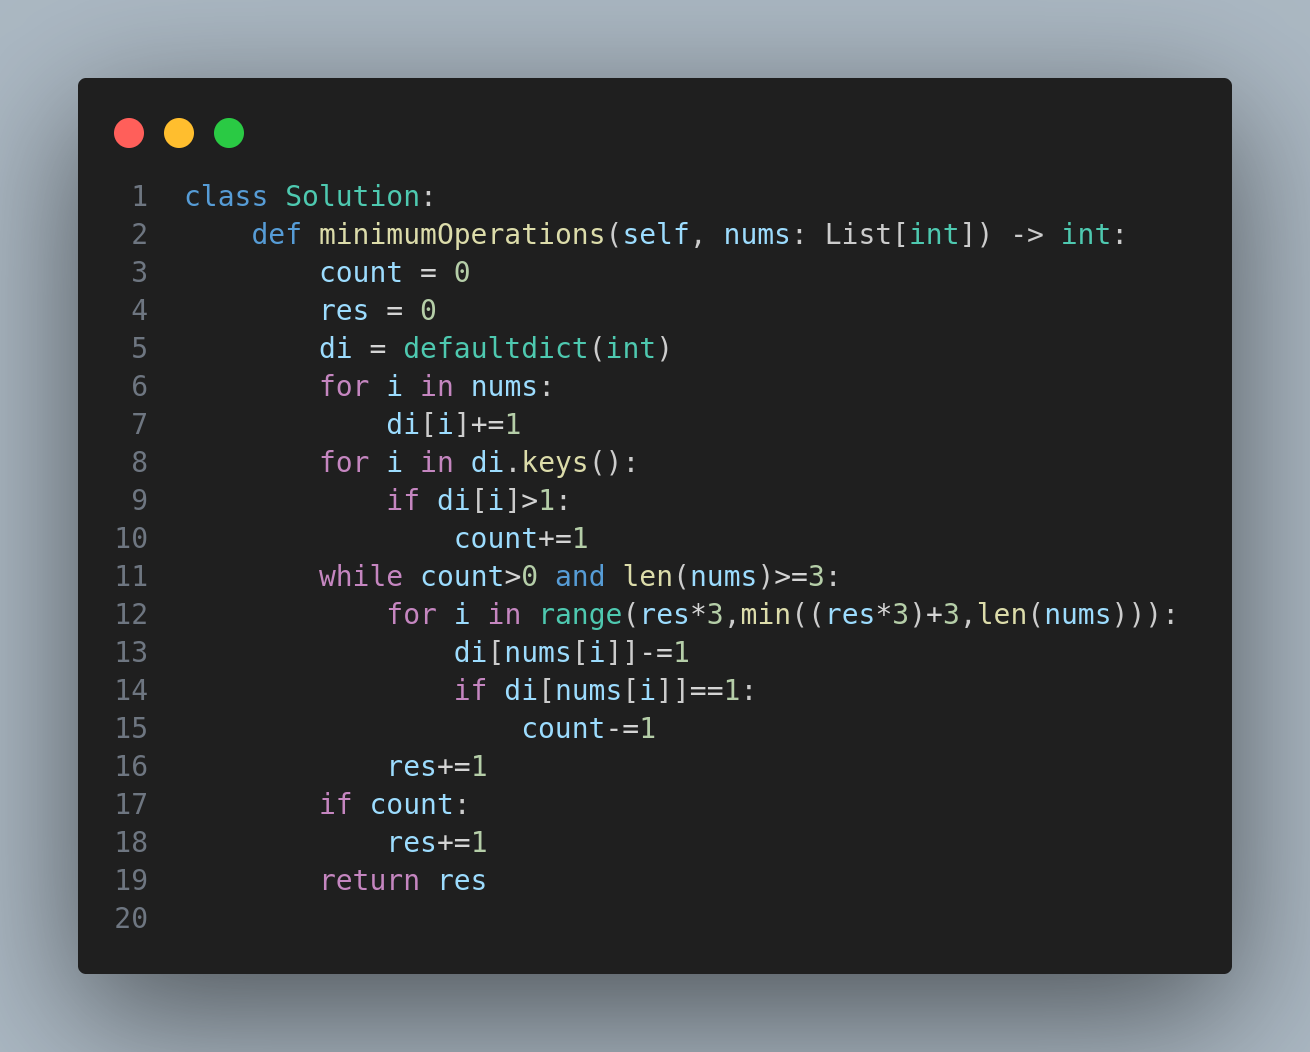 1 class Solution:
2     def minimumOperations(self, nums: List[int]) -> int:
3         count = 0
4         res = 0
5         di = defaultdict(int)
6         for i in nums:
7             di[i]+=1
8         for i in di.keys():
9             if di[i]>1:
10                 count+=1
11         while count>0 and len(nums)>=3:
12             for i in range(res*3,min((res*3)+3,len(nums))):
13                 di[nums[i]]-=1
14                 if di[nums[i]]==1:
15                     count-=1
16             res+=1
17         if count:
18             res+=1
19         return res
20